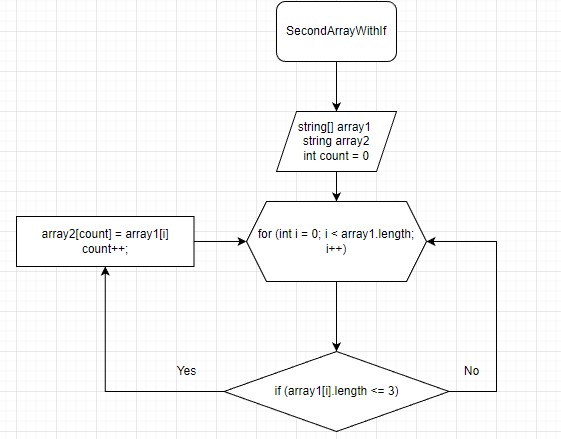 SecondArrayWithIf
string[] array1
string array2
int count = 0
for (int i = 0; i < array1.length;
i++)
array2[count] = array1[i]
count++;
Yes
No
if (array1[i].length <= 3)